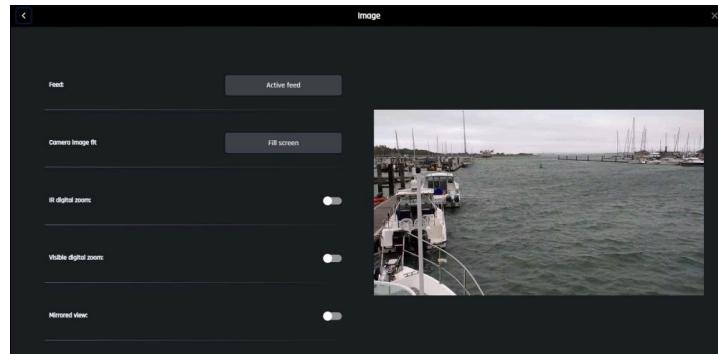 Image
Feed:
Active feed
Camera image fit
Fill screen
IR digital zoom:
Visible digital zoom:
Mirrored view: